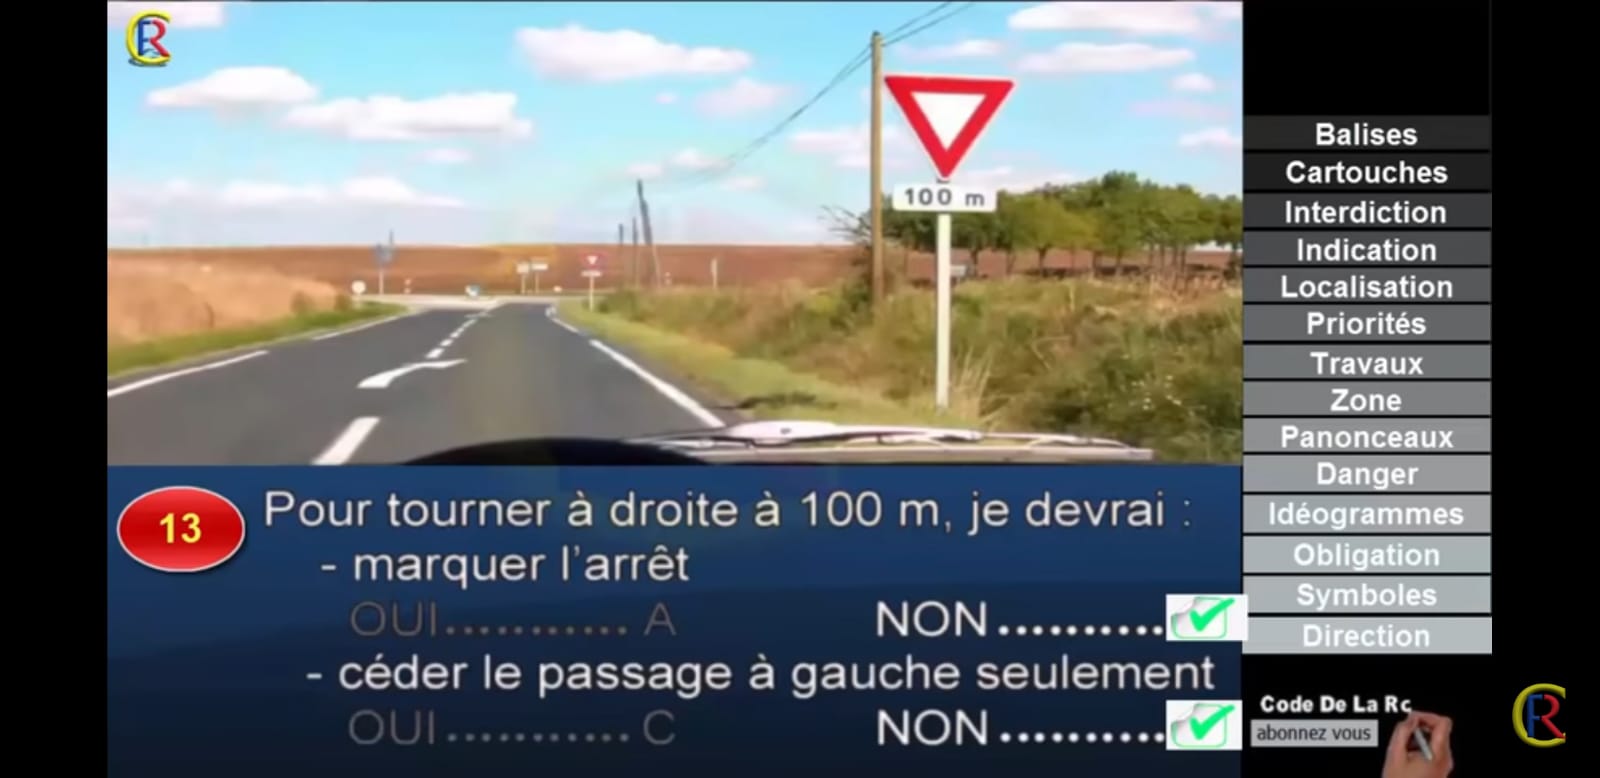 100 m
13
Pour tourner à droite à 100 m, je devrai :
- marquer l'arrêt
OUI........... A NON..........
- céder le passage à gauche seulement
OUI........... C NON..........
Balises
Cartouches
Interdiction
Indication
Localisation
Priorités
Travaux
Zone
Panonceaux
Danger
Idéogrammes
Obligation
Symboles
Direction
Code De La Rc
abonnez vous